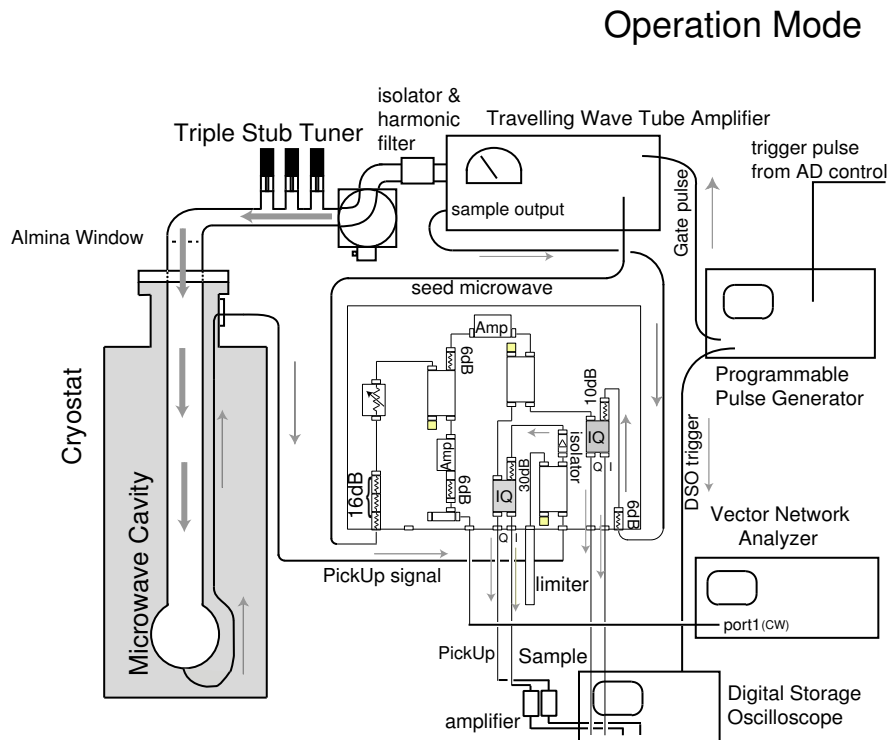 Operation Mode
isolator &
harmonic
filter
Travelling Wave Tube Amplifier
Triple Stub Tuner
trigger pulse
from AD control
sample output
Gate pulse
Almina Window
seed microwave
Amp
6dB
10dB
Programmable
Pulse Generator
Cryostat
IQ
Q I
isolator
Amp
30dB
16dB
6dB
IQ
6dB
DSO trigger
Microwave Cavity
Q I
Vector Network
Analyzer
PickUp signal
limiter
port1(CW)
PickUp
Sample
amplifier
Digital Storage
Oscilloscope